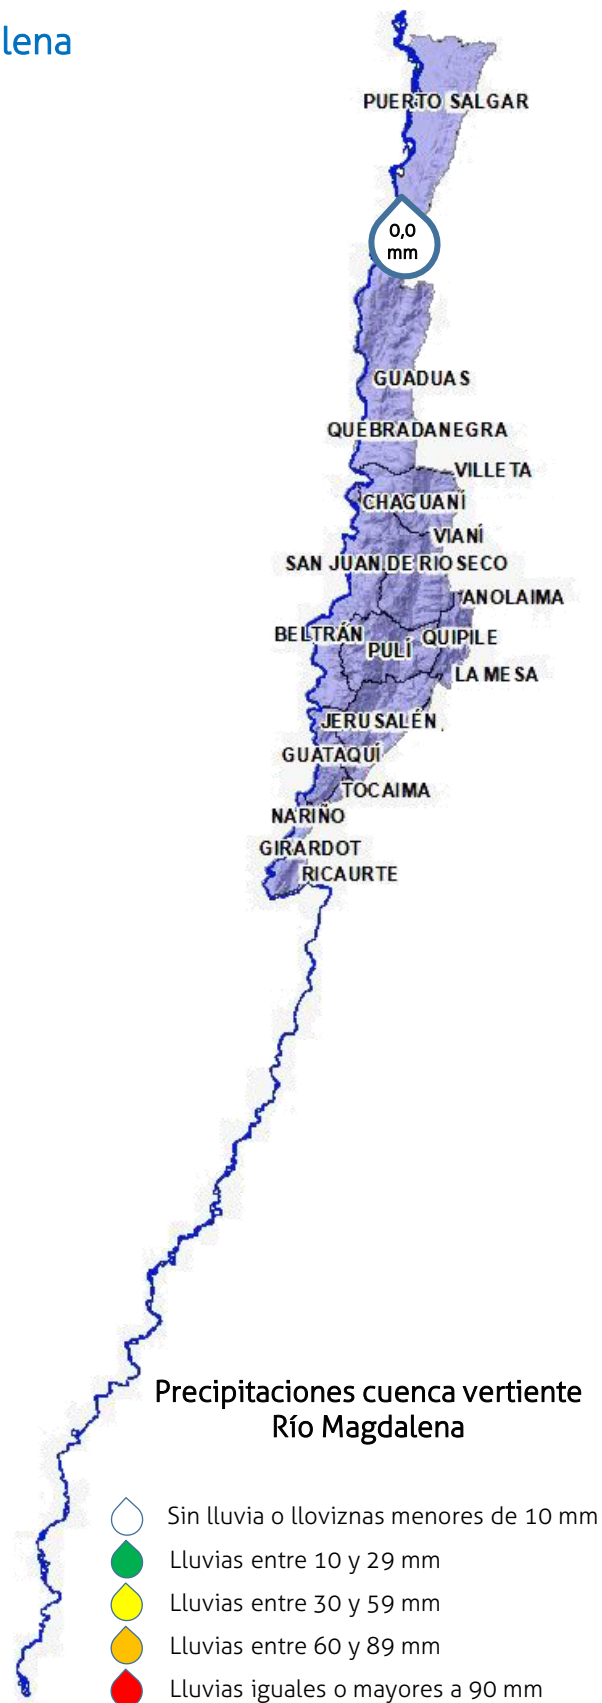 lena
PUERTO SALGAR
0,0
mm
GUADUAS
QUEBRADANEGRA
VILLETA
CHAGUANÍ
VIANÍ
SAN JUAN DE RIO SECO
ANOLAIMA
BELTRÁN
QUIPILE
PULÍ
LA MESA
JERUSALÉN
GUATAQUÍ
TOCAIMA
NARIÑO
GIRARDOT
RICAURTE
Precipitaciones cuenca vertiente
Río Magdalena
Sin lluvia o lloviznas menores de 10 mm
Lluvias entre 10 y 29 mm
Lluvias entre 30 y 59 mm
Lluvias entre 60 y 89 mm
Lluvias iguales o mayores a 90 mm